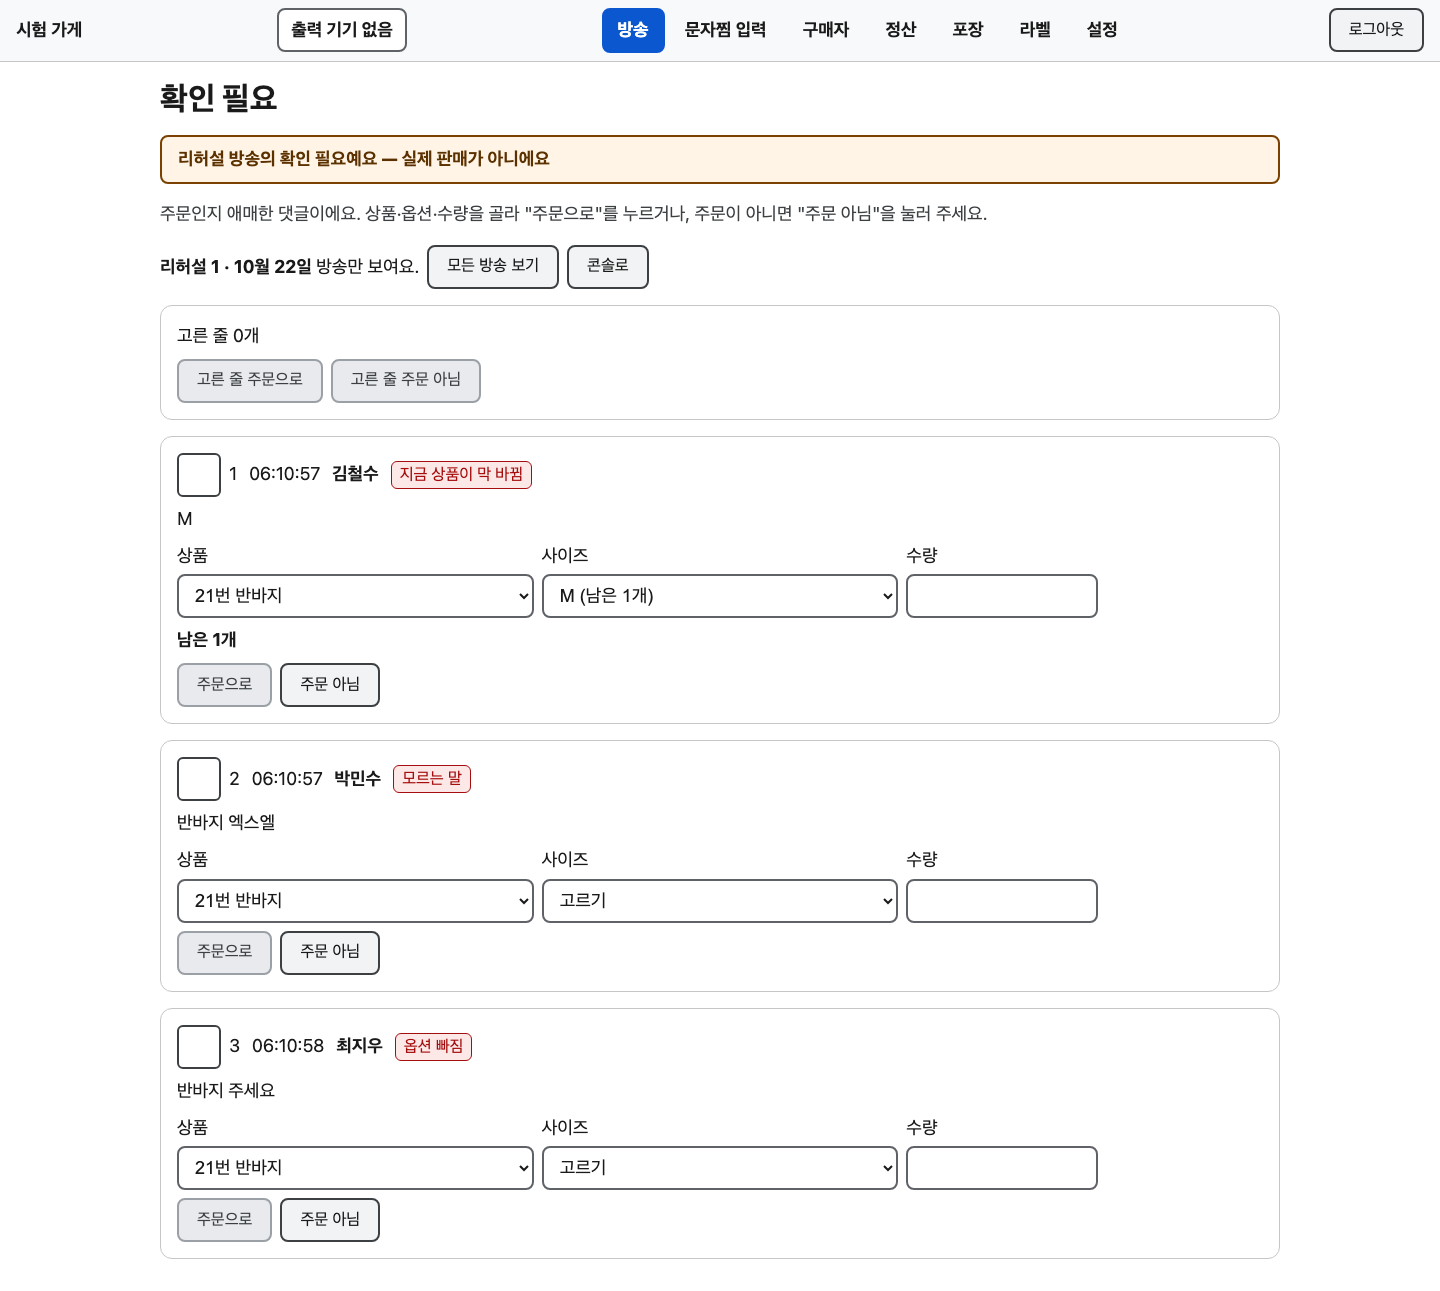 시험 가게 출력 기기 없음 방송 문자찜 입력 구매자 정산 포장 라벨 설정 로그아웃
확인 필요
리허설 방송의 확인 필요예요 — 실제 판매가 아니에요
주문인지 애매한 댓글이에요. 상품·옵션·수량을 골라 "주문으로"를 누르거나, 주문이 아니면 "주문 아님"을 눌러 주세요.
리허설 1 · 10월 22일 방송만 보여요. 모든 방송 보기 콘솔로
고른 줄 0개
고른 줄 주문으로 고른 줄 주문 아님
1 06:10:57 김철수 지금 상품이 막 바뀜
M
상품 사이즈 수량
21번 반바지 M (남은 1개)
남은 1개
주문으로 주문 아님
2 06:10:57 박민수 모르는 말
반바지 엑스엘
상품 사이즈 수량
21번 반바지 고르기
주문으로 주문 아님
3 06:10:58 최지우 옵션 빠짐
반바지 주세요
상품 사이즈 수량
21번 반바지 고르기
주문으로 주문 아님